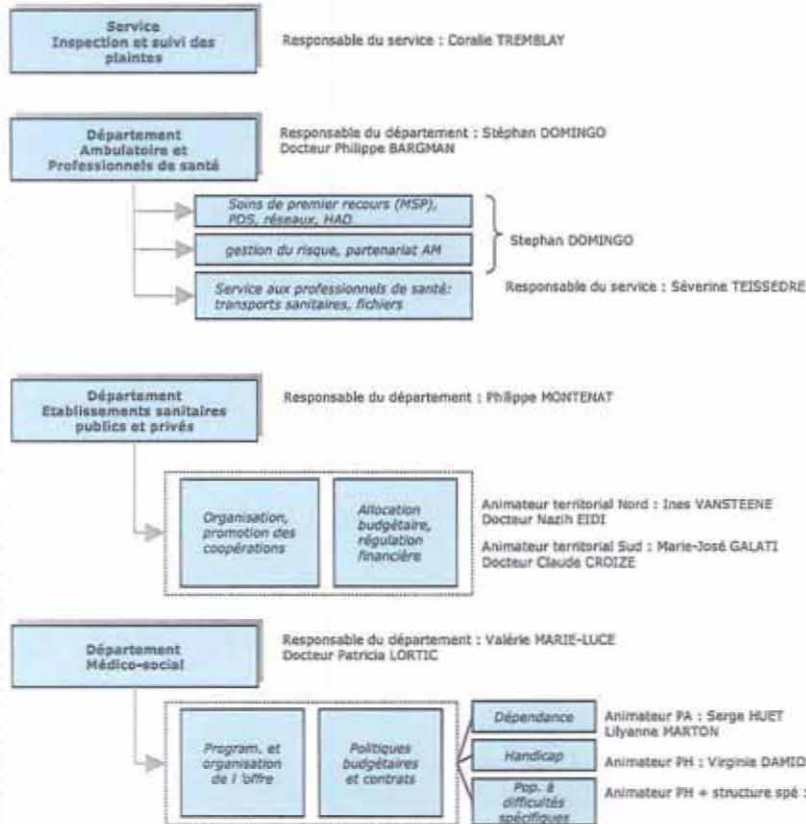 Service
Inspection et suivi des
plaintes
Responsable du service : Coralie TREMBLAY
Département
Ambulatoire et
Professionnels de santé
Responsable du département : Stéphan DOMINGO
Docteur Philippe BARGMAN
Soins de premier recours (MSP),
PDS, réseaux, HAD
gestion du risque, partenariat AM
Stephan DOMINGO
Service aux professionnels de santé:
transports sanitaires, fichiers
Responsable du service : Séverine TEISSEDRE
Département
Etablissements sanitaires
publics et privés
Responsable du département : Philippe MONTENAT
Organisation,
promotion des
coopérations
Allocation
budgétaire,
régulation
financière
Animateur territorial Nord : Ines VANSTEENE
Docteur Nazih EIDI
Animateur territorial Sud : Marie-José GALATI
Docteur Claude CROIZE
Département
Médico-social
Responsable du département : Valérie MARIE-LUCE
Docteur Patricia LORTIC
Program. et
organisation
de l 'offre
Politiques
budgétaires
et contrats
Dépendance
Animateur PA : Serge HUET
Lilyanne MARTON
Handicap
Animateur PH : Virginie DAMIO
Pop. à
difficultés
spécifiques
Animateur PH + structure spé :